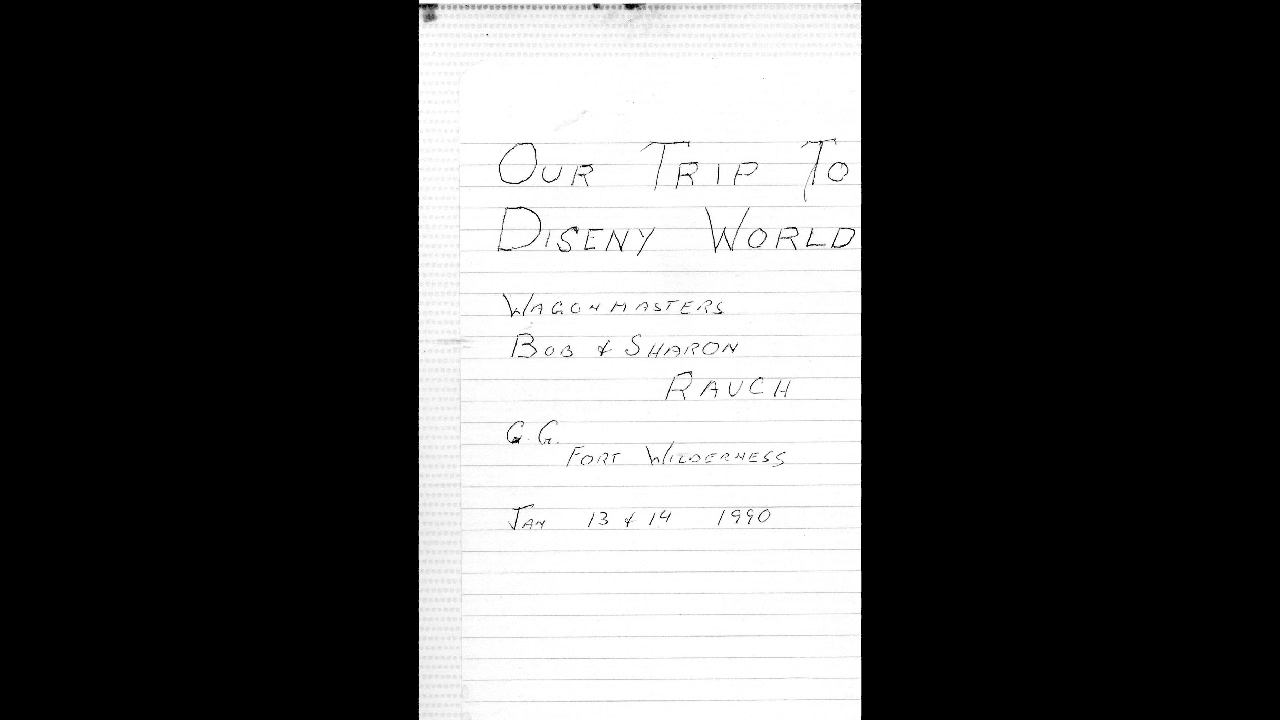 OUR TRIP TO
DISENY WORLD
WAGONMASTERS
BOB & SHARON
RAUCH
G.G.
FORT WILDERNESS
JAN 13 & 14 1990